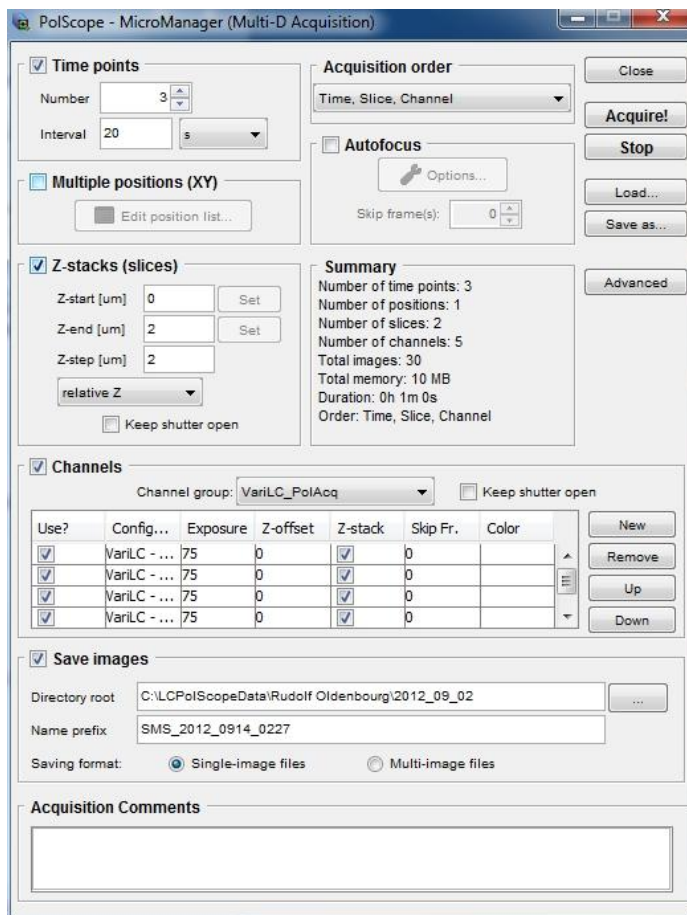 PolScope - MicroManager (Multi-D Acquisition)
Time points
Number 3
Interval 20 s
Multiple positions (XY)
Edit position list...
Z-stacks (slices)
Z-start [um] 0 Set
Z-end [um] 2 Set
Z-step [um] 2
relative Z
Keep shutter open
Acquisition order
Time, Slice, Channel
Autofocus
Options...
Skip frame(s): 0
Summary
Number of time points: 3
Number of positions: 1
Number of slices: 2
Number of channels: 5
Total images: 30
Total memory: 10 MB
Duration: 0h 1m 0s
Order: Time, Slice, Channel
Close
Acquire!
Stop
Load...
Save as...
Advanced
Channels
Channel group: VariLC_PolAcq Keep shutter open
Use? Config... Exposure Z-offset Z-stack Skip Fr. Color
VariLC - ... 75 0 0
VariLC - ... 75 0 0
VariLC - ... 75 0 0
VariLC - ... 75 0 0
New
Remove
Up
Down
Save images
Directory root C:\LCPolScopeData\Rudolf Oldenbourg\2012_09_02 ...
Name prefix SMS_2012_0914_0227
Saving format: Single-image files Multi-image files
Acquisition Comments